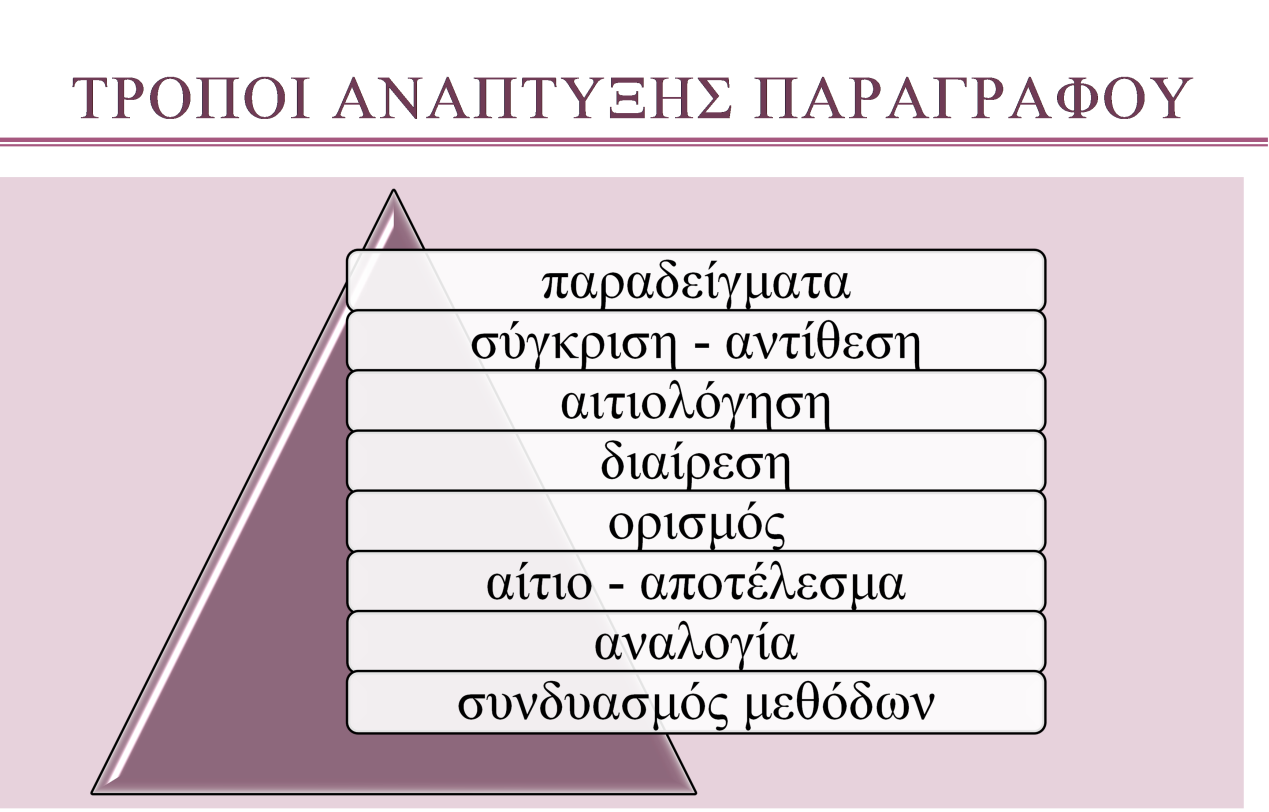 ΤΡΟΠΟΙ ΑΝΑΠΤΥΞΗΣ ΠΑΡΑΓΡΑΦΟΥ
παραδείγματα
σύγκριση - αντίθεση
αιτιολόγηση
διαίρεση
ορισμός
αίτιο - αποτέλεσμα
αναλογία
συνδυασμός μεθόδων